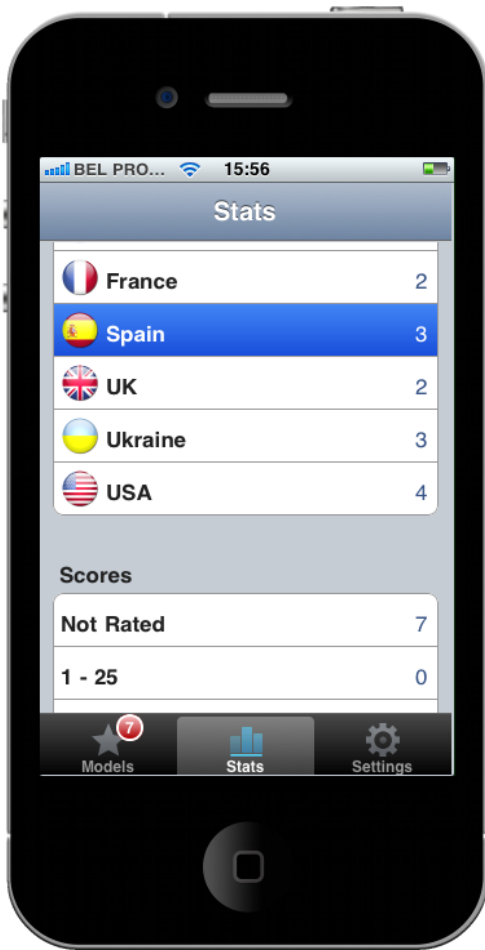 BEL PRO... 15:56
Stats
France 2
Spain 3
UK 2
Ukraine 3
USA 4
Scores
Not Rated 7
1 - 25 0
7
Models Stats Settings